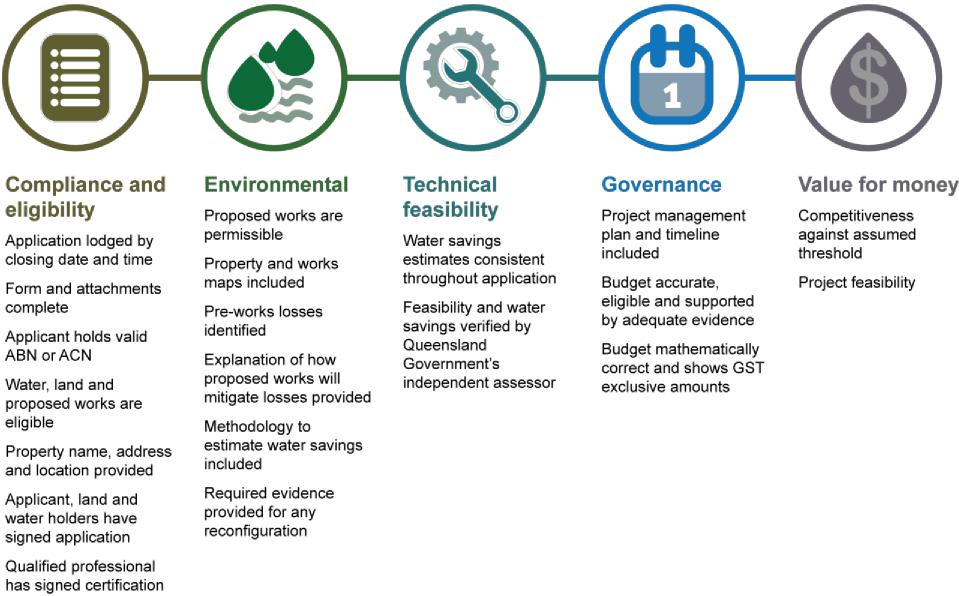 1
$
Compliance and
eligibility
Application lodged by
closing date and time
Form and attachments
complete
Applicant holds valid
ABN or ACN
Water, land and
proposed works are
eligible
Property name, address
and location provided
Applicant, land and
water holders have
signed application
Qualified professional
has signed certification
Environmental
Proposed works are
permissible
Property and works
maps included
Pre-works losses
identified
Explanation of how
proposed works will
mitigate losses provided
Methodology to
estimate water savings
included
Required evidence
provided for any
reconfiguration
Technical
feasibility
Water savings
estimates consistent
throughout application
Feasibility and water
savings verified by
Queensland
Government's
independent assessor
Governance
Project management
plan and timeline
included
Budget accurate,
eligible and supported
by adequate evidence
Budget mathematically
correct and shows GST
exclusive amounts
Value for money
Competitiveness
against assumed
threshold
Project feasibility